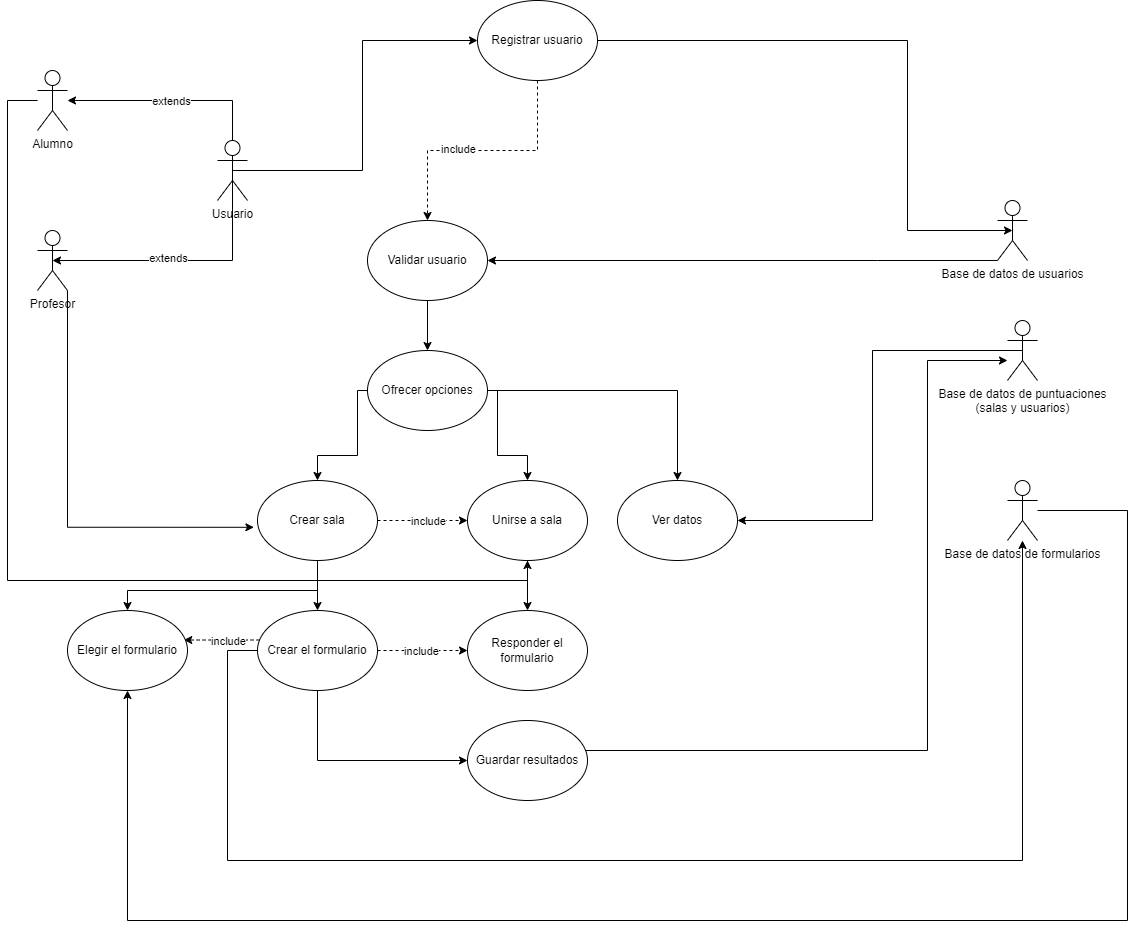 Registrar usuario
extends
Alumno
include
Usuario
extends
Profesor
Validar usuario
Base de datos de usuarios
Ofrecer opciones
Base de datos de puntuaciones
(salas y usuarios)
Crear sala
include
Unirse a sala
Ver datos
Base de datos de formularios
Elegir el formulario
include
Crear el formulario
include
Responder el
formulario
Guardar resultados